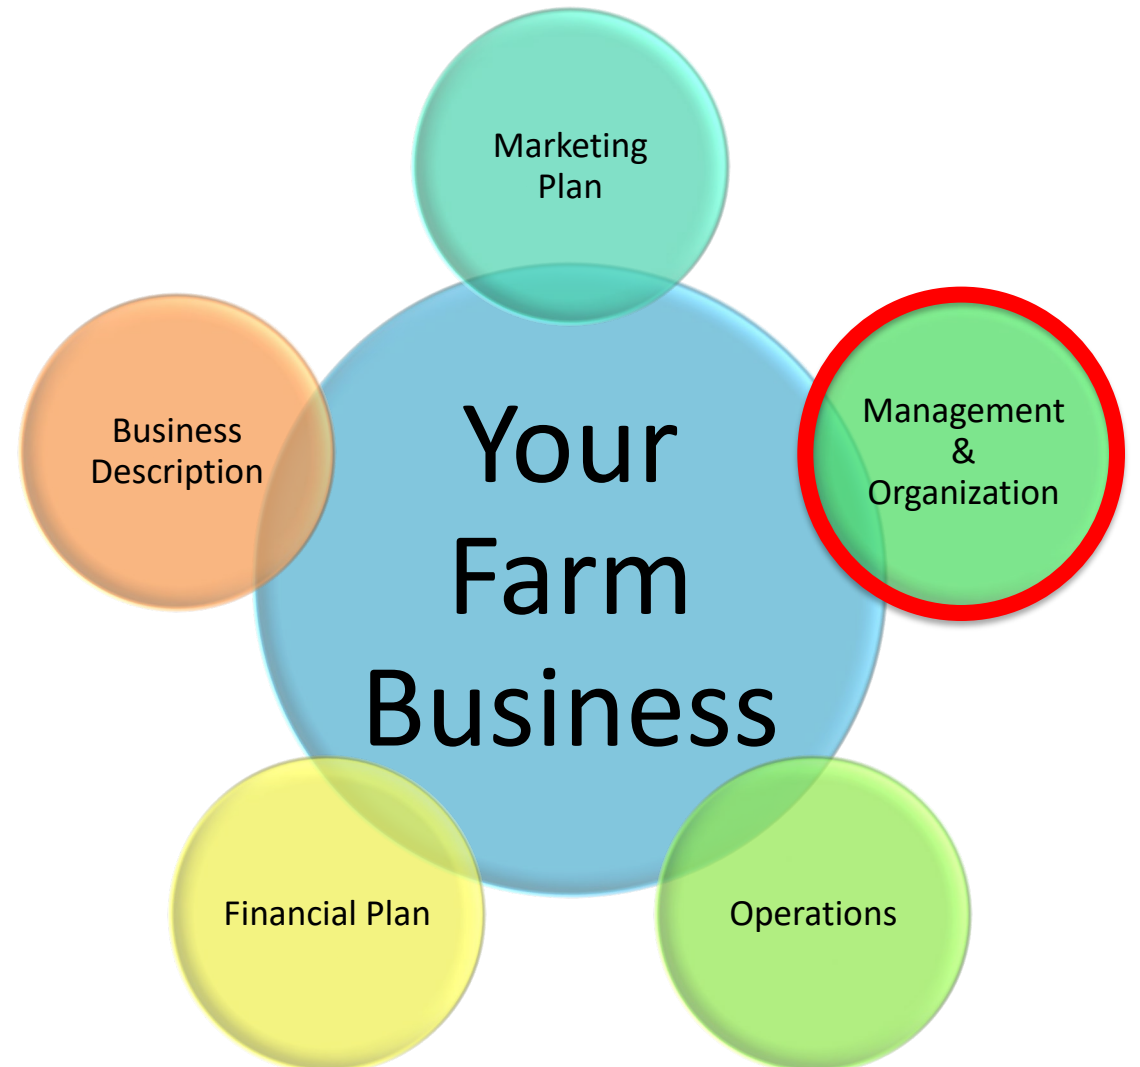 Marketing
Plan
Management
&
Organization
Business
Description
Your
Farm
Business
Financial Plan
Operations